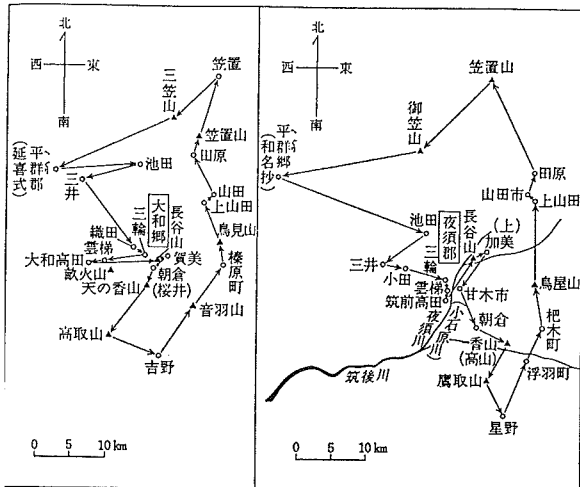 北
西
東
南
笠置
三笠山
笠置山
田原
平群郡
(延喜式)
三井
池田
山田
上山田
大和郷
長谷山
三輪
織田
雲梯
鳥見山
大和高田
賀美
榛原町
畝火山
朝倉
(桜井)
天の香山
音羽山
高取山
吉野
0 5 10km
北
西
東
南
笠置山
御笠山
平群郷
(和名抄)
田原
山田市
上山田
池田
夜須郡
長谷山
(上)
加美
三輪
三井
小田
雲梯
筑前高田
甘木市
鳥屋山
夜須川
小石原川
朝倉
杷木町
香山
(高山)
筑後川
鷹取山
浮羽町
星野
0 5 10km